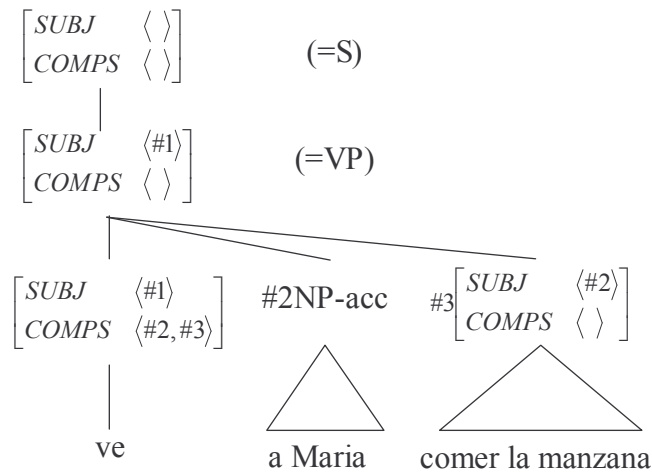 [SUBJ ⟨ ⟩
COMPS ⟨ ⟩] (=S)
[SUBJ ⟨#1⟩
COMPS ⟨ ⟩] (=VP)
[SUBJ ⟨#1⟩
COMPS ⟨#2,#3⟩]
#2NP-acc
#3[SUBJ ⟨#2⟩
COMPS ⟨ ⟩]
ve
a Maria
comer la manzana